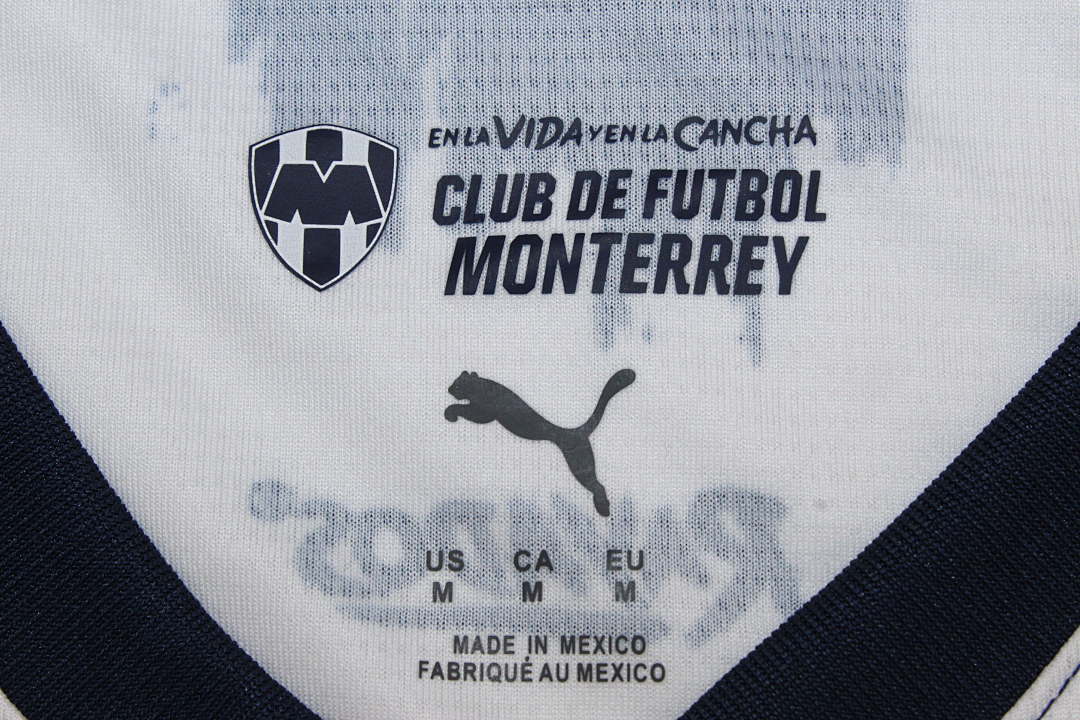 EN LA VIDA Y EN LA CANCHA
CLUB DE FUTBOL
MONTERREY
US CA EU
M M M
MADE IN MEXICO
FABRIQUÉ AU MEXICO
Rayados